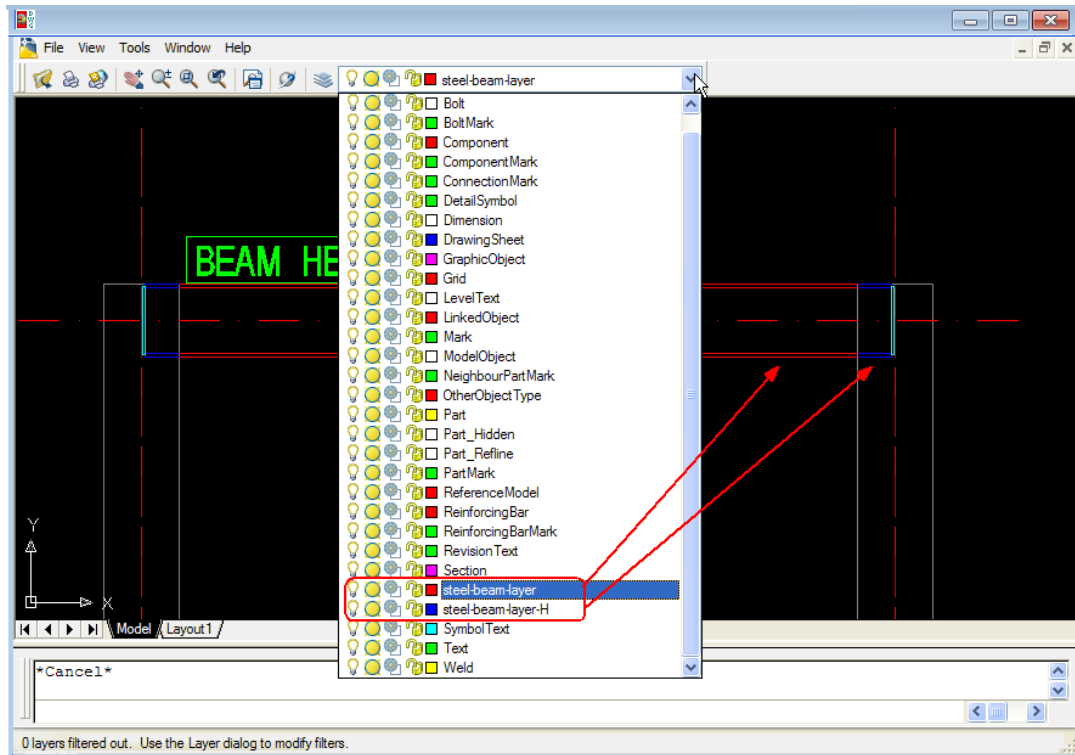 DWG
File View Tools Window Help
steel-beam-layer
Bolt
BoltMark
Component
ComponentMark
ConnectionMark
DetailSymbol
Dimension
DrawingSheet
GraphicObject
Grid
LevelText
LinkedObject
Mark
ModelObject
NeighbourPartMark
OtherObjectType
Part
Part_Hidden
Part_Refline
PartMark
ReferenceModel
ReinforcingBar
ReinforcingBarMark
RevisionText
Section
steel-beam-layer
steel-beam-layer-H
SymbolText
Text
Weld
BEAM HE
Y
X
Model Layout1
*Cancel*
0 layers filtered out. Use the Layer dialog to modify filters.